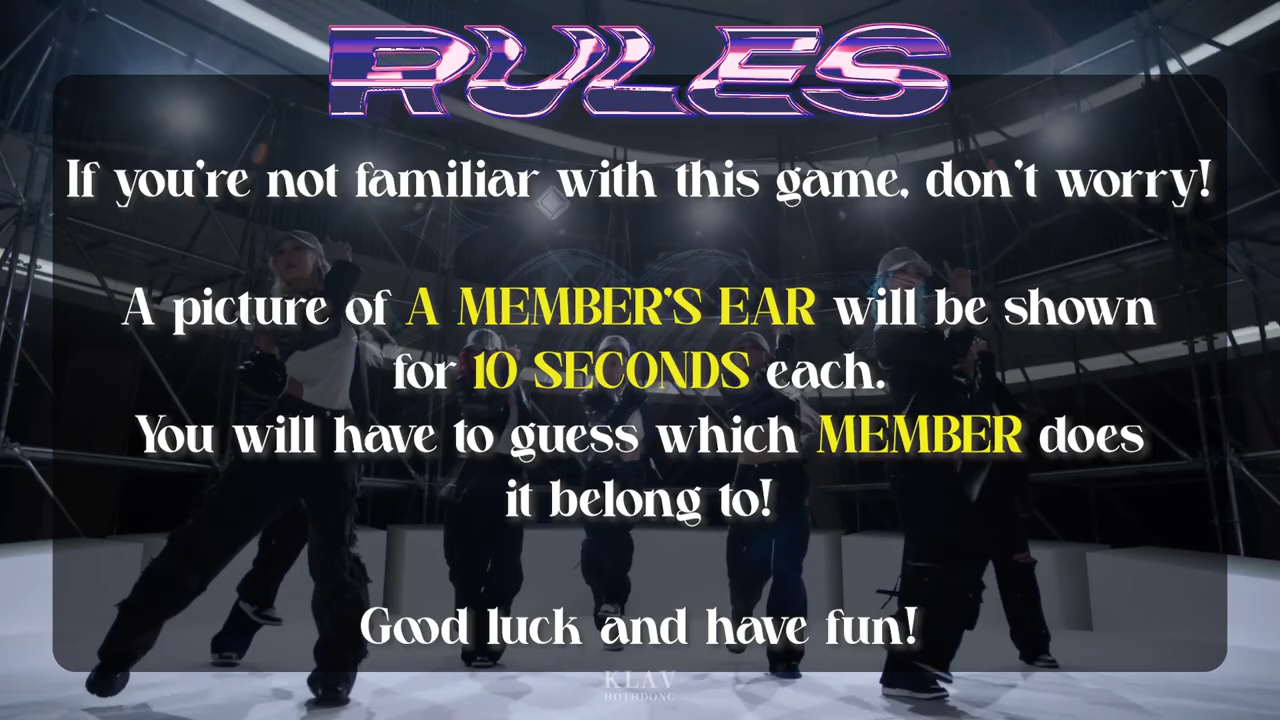 RULES
If you're not familiar with this game, don't worry!
A picture of A MEMBER'S EAR will be shown
for 10 SECONDS each.
You will have to guess which MEMBER does
it belong to!
Good luck and have fun!
KLAV
HOTHDONG